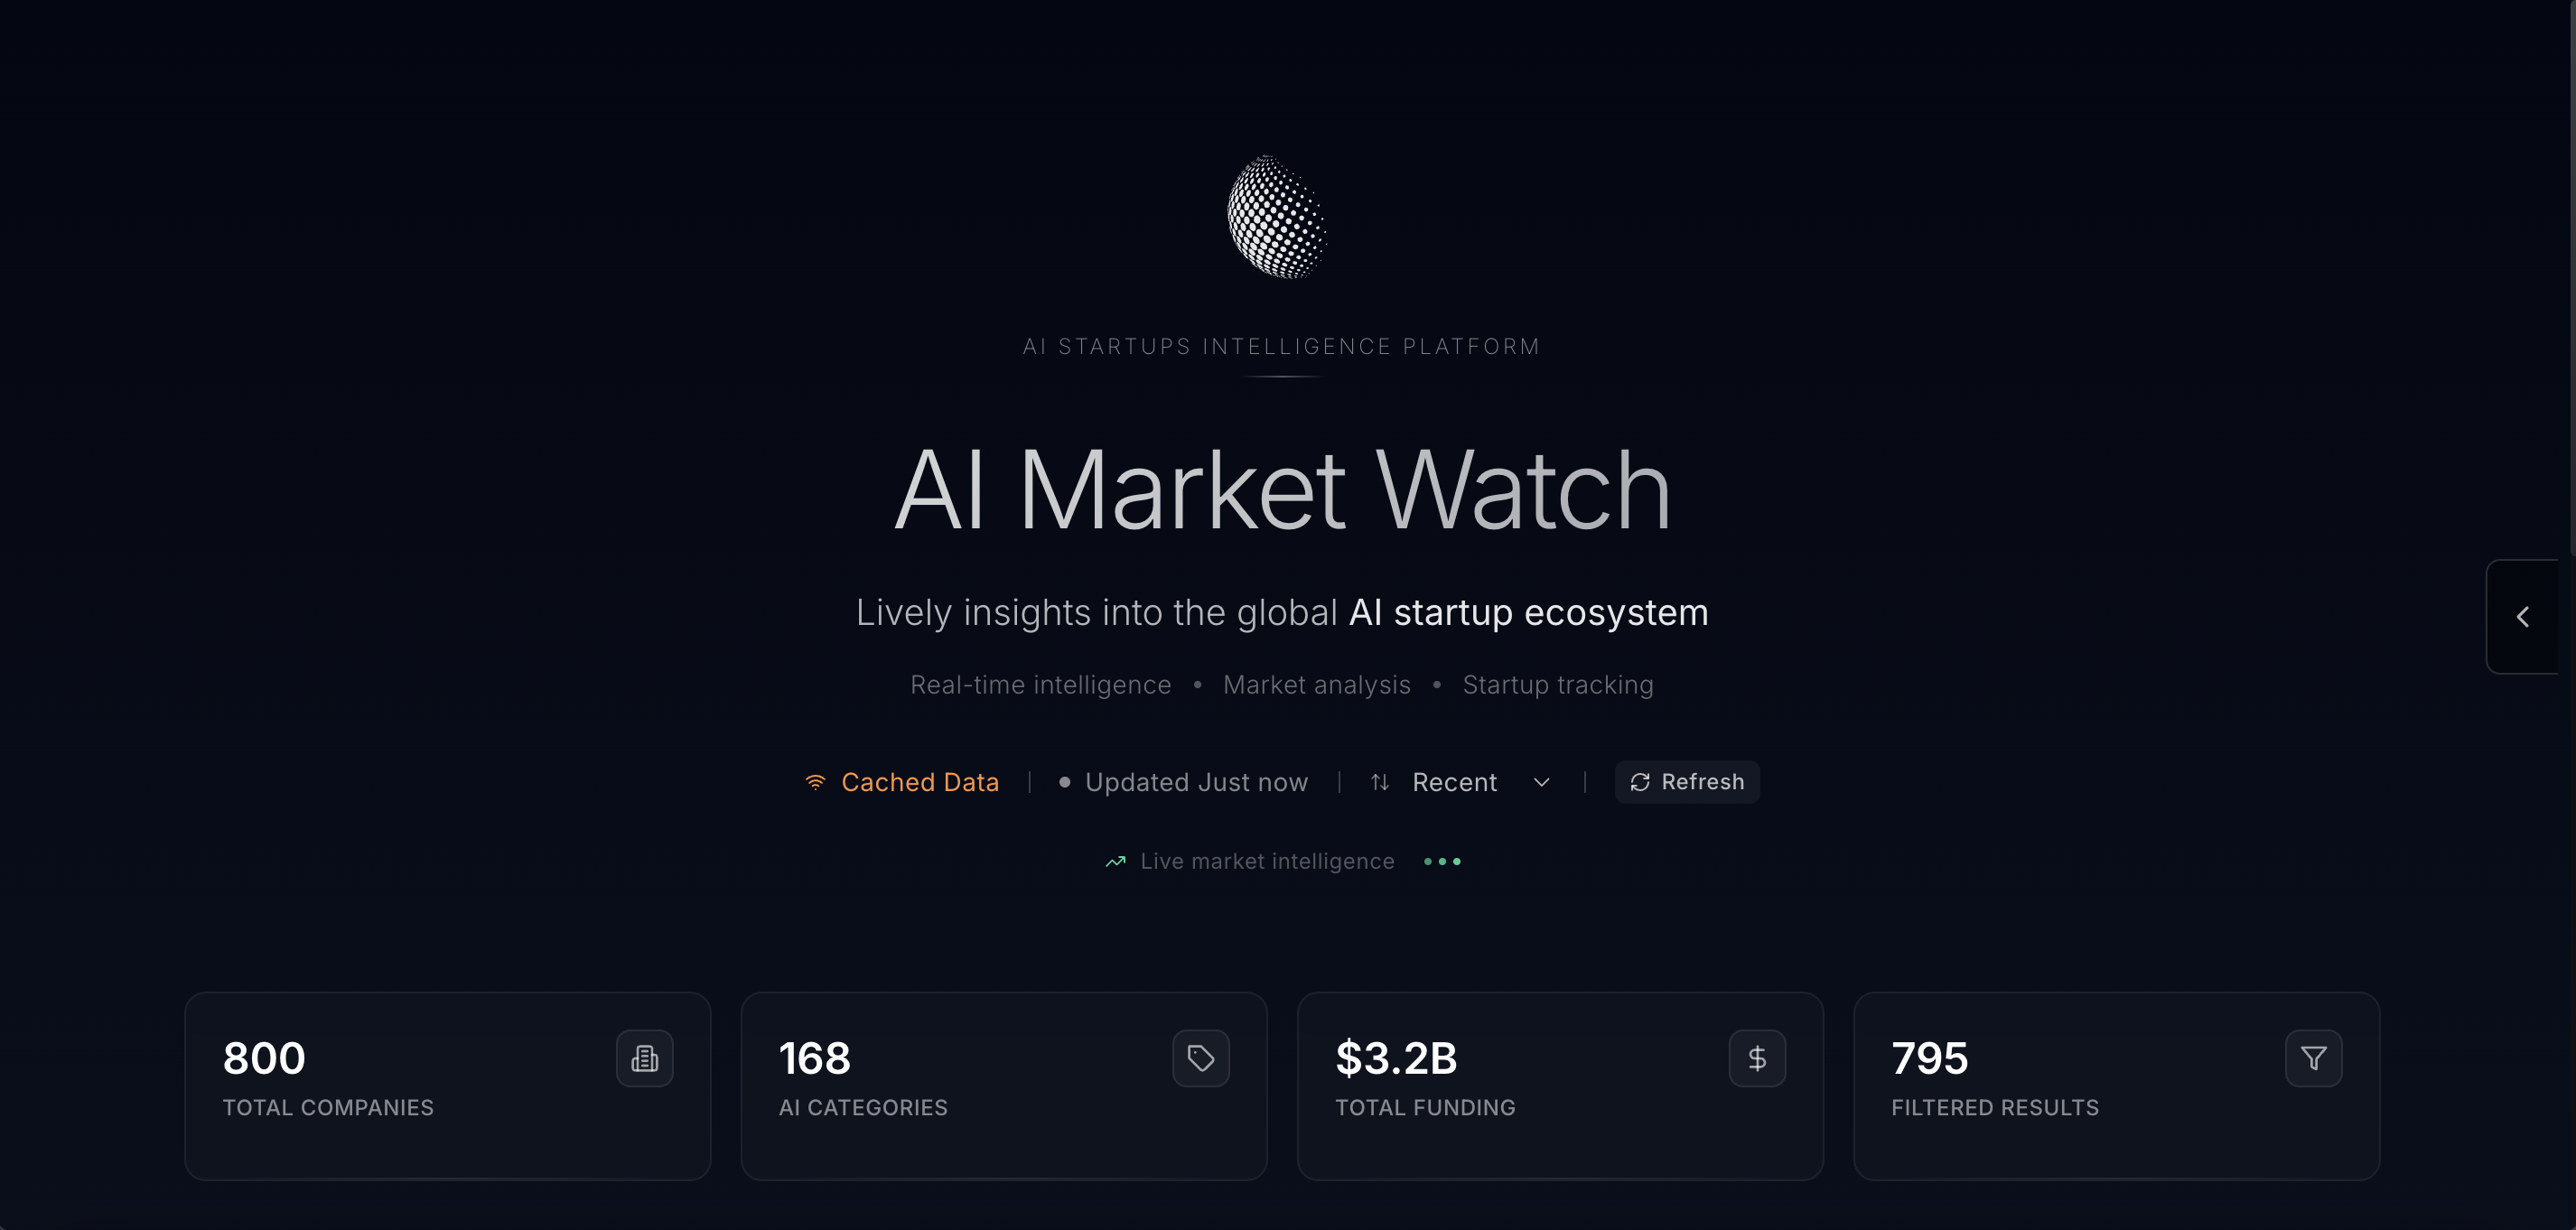 AI STARTUPS INTELLIGENCE PLATFORM
AI Market Watch
Lively insights into the global AI startup ecosystem
Real-time intelligence • Market analysis • Startup tracking
Cached Data | Updated Just now | Recent | Refresh
Live market intelligence
800
TOTAL COMPANIES
168
AI CATEGORIES
$3.2B
TOTAL FUNDING
795
FILTERED RESULTS